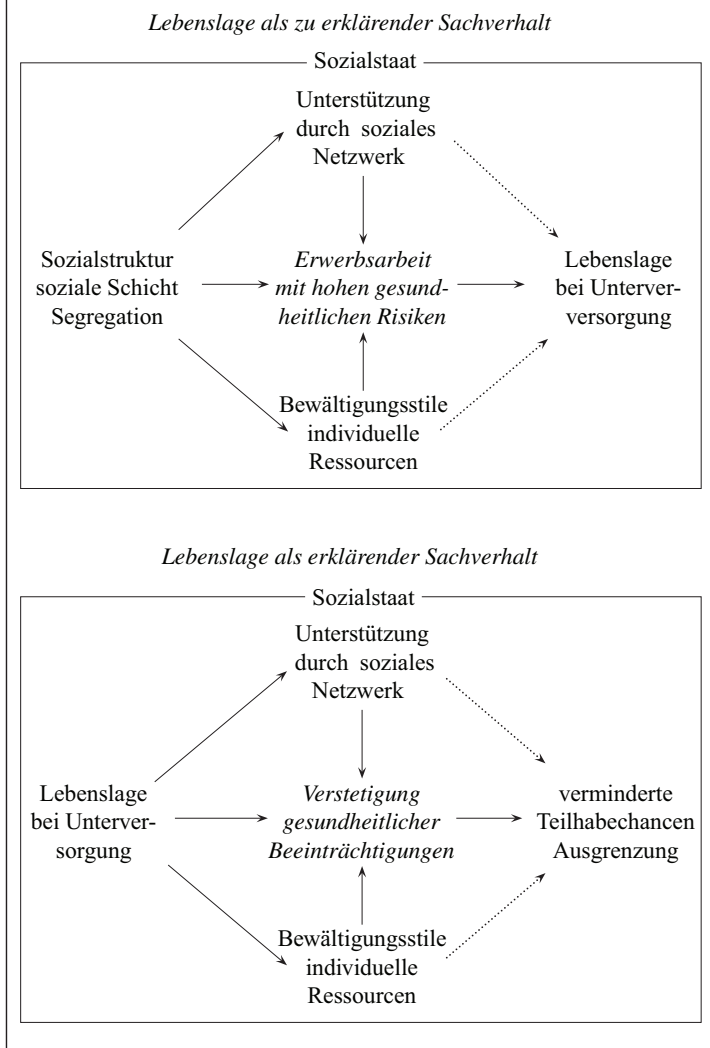 Lebenslage als zu erklärender Sachverhalt
Sozialstaat
Unterstützung
durch soziales
Netzwerk
Sozialstruktur
soziale Schicht
Segregation
Erwerbsarbeit
mit hohen gesund-
heitlichen Risiken
Lebenslage
bei Unterver-
versorgung
Bewältigungsstile
individuelle
Ressourcen
Lebenslage als erklärender Sachverhalt
Sozialstaat
Unterstützung
durch soziales
Netzwerk
Lebenslage
bei Unterver-
sorgung
Verstetigung
gesundheitlicher
Beeinträchtigungen
verminderte
Teilhabechancen
Ausgrenzung
Bewältigungsstile
individuelle
Ressourcen